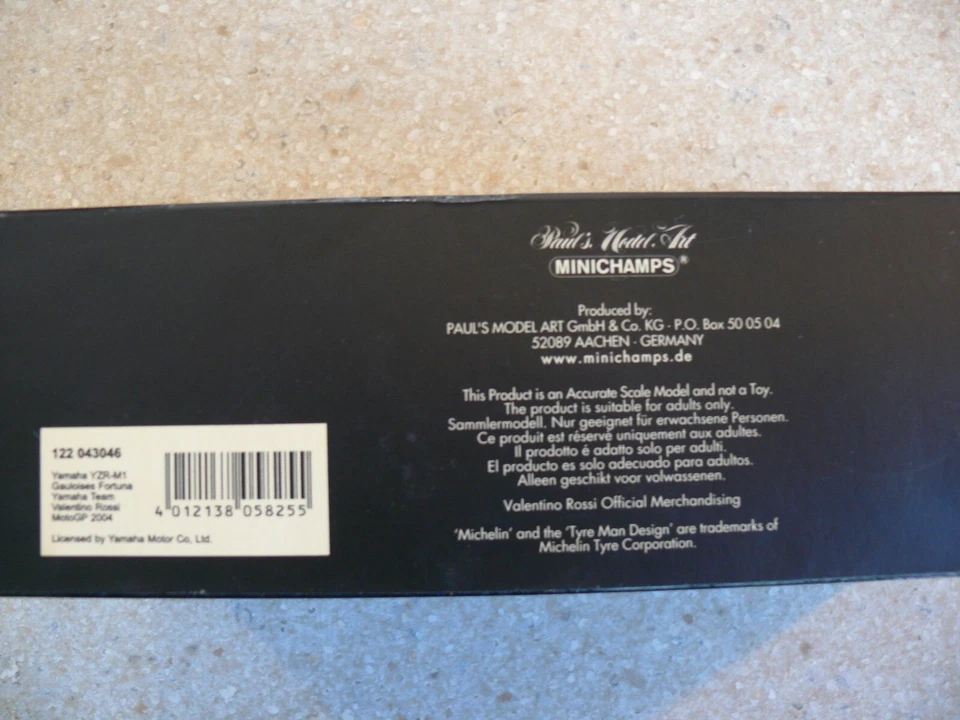 Paul's Model Art
MINICHAMPS®
Produced by:
PAUL'S MODEL ART GmbH & Co. KG · P.O. Box 50 05 04
52089 AACHEN · GERMANY
www.minichamps.de
This Product is an Accurate Scale Model and not a Toy.
The product is suitable for adults only.
Sammlermodell. Nur geeignet für erwachsene Personen.
Ce produit est réservé uniquement aux adultes.
Il prodotto è adatto solo per adulti.
El producto es solo adecuado para adultos.
Alleen geschikt voor volwassenen.
Valentino Rossi Official Merchandising
'Michelin' and the 'Tyre Man Design' are trademarks of
Michelin Tyre Corporation.
122 043046
Yamaha YZR-M1
Gauloises Fortuna
Yamaha Team
Valentino Rossi
MotoGP 2004
4 012138 058255
Licensed by Yamaha Motor Co, Ltd.